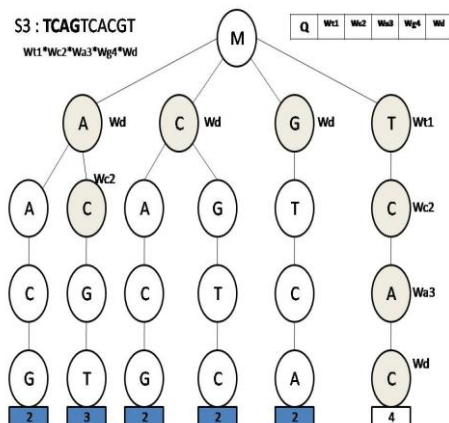 S3 : TCAGTCACGT
Wt1*Wc2*Wa3*Wg4*Wd
Q Wt1 Wc2 Wa3 Wg4 Wd
M
A Wd C Wd G Wd T Wt1
Wc2
A C A G T C Wc2
C G C T C A Wa3
G T G C A C Wd
2 3 2 2 2 4